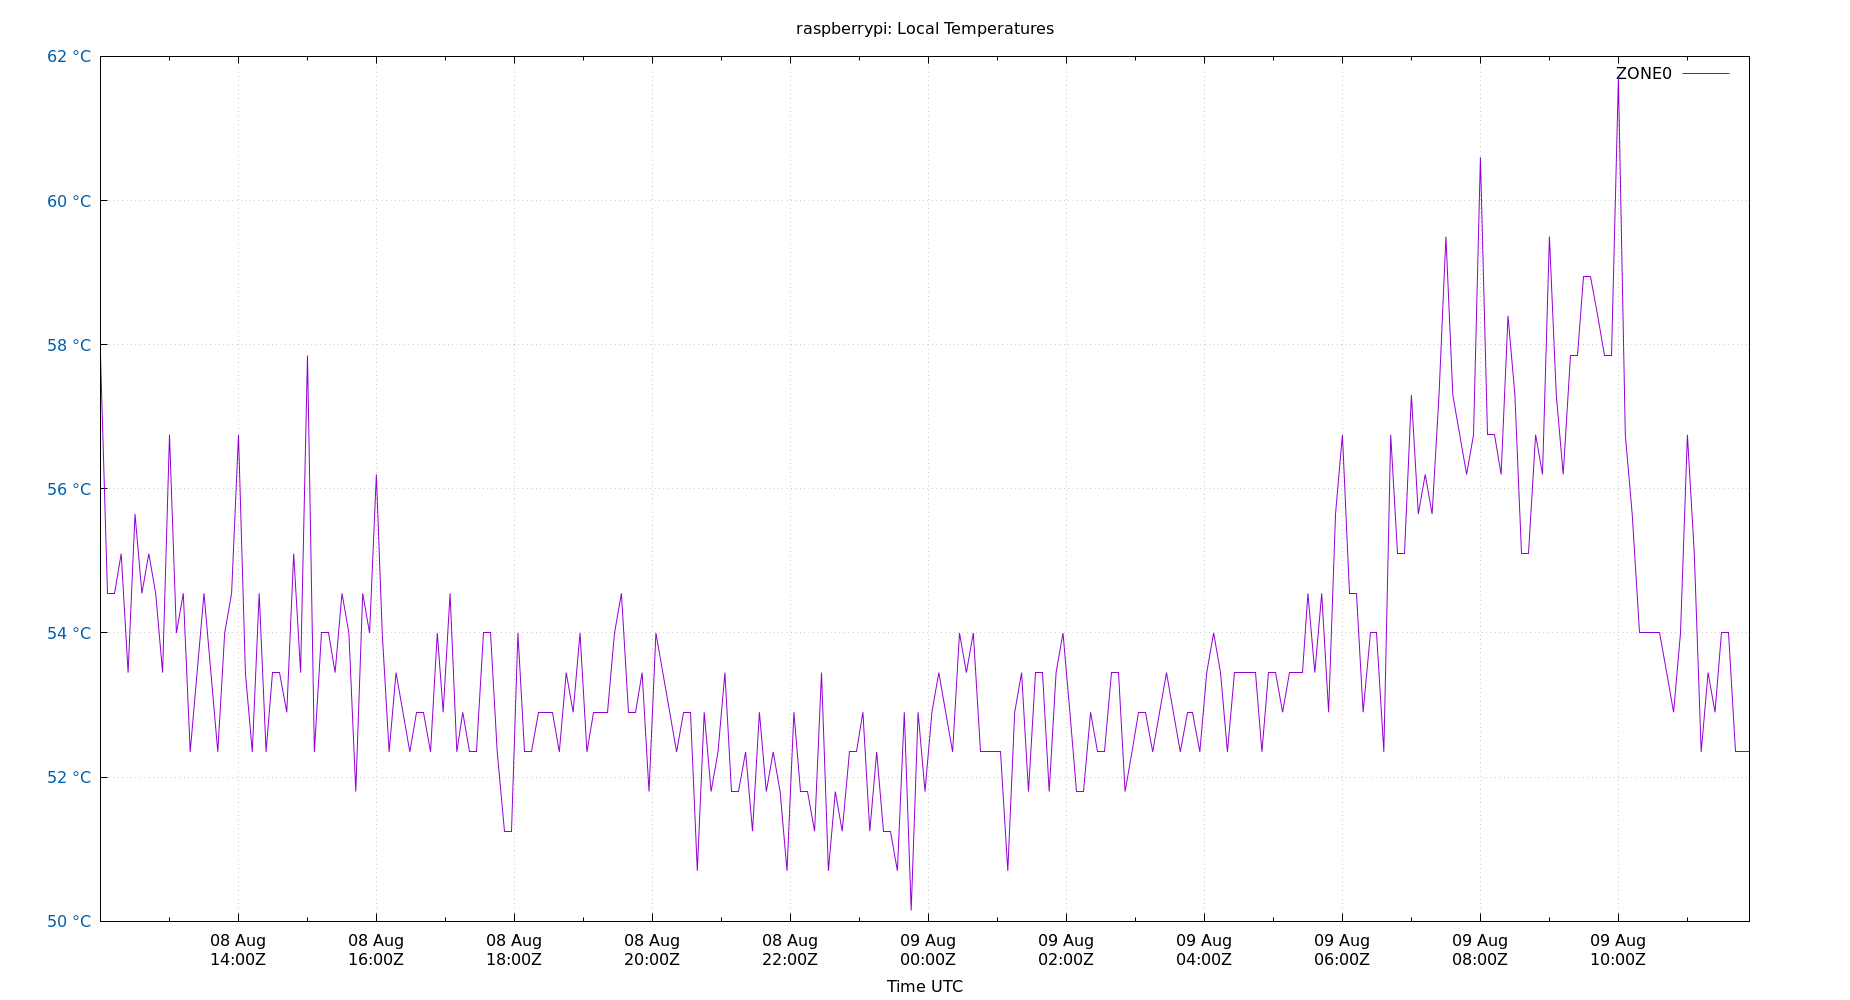 raspberrypi: Local Temperatures
62 °C
ZONE0
60 °C
58 °C
56 °C
54 °C
52 °C
50 °C
08 Aug 08 Aug 08 Aug 08 Aug 08 Aug 09 Aug 09 Aug 09 Aug 09 Aug 09 Aug 09 Aug
14:00Z 16:00Z 18:00Z 20:00Z 22:00Z 00:00Z 02:00Z 04:00Z 06:00Z 08:00Z 10:00Z
Time UTC